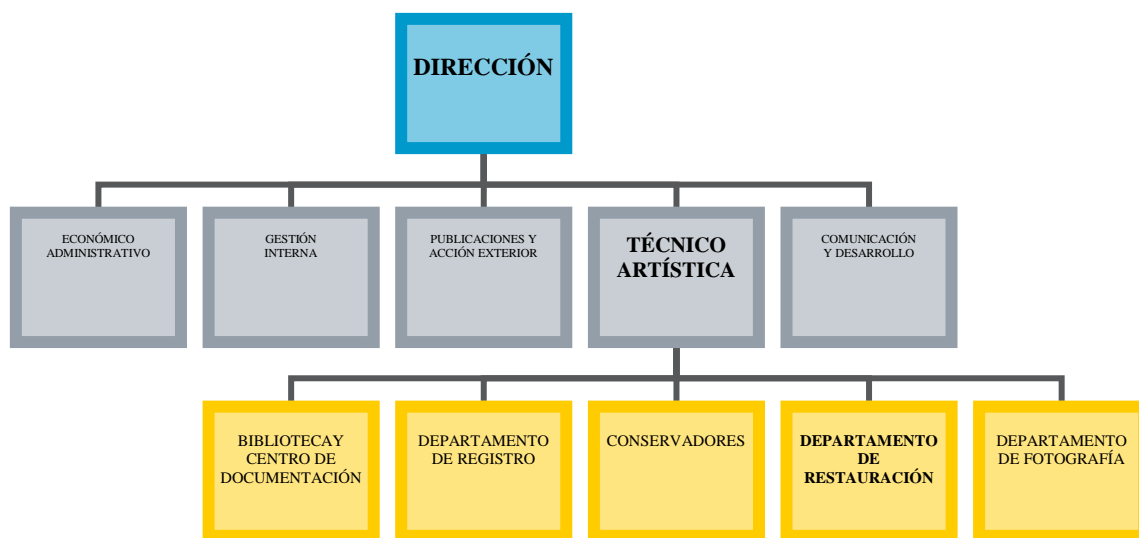 DIRECCIÓN
ECONÓMICO
ADMINISTRATIVO
GESTIÓN
INTERNA
PUBLICACIONES Y
ACCIÓN EXTERIOR
TÉCNICO
ARTÍSTICA
COMUNICACIÓN
Y DESARROLLO
BIBLIOTECAY
CENTRO DE
DOCUMENTACIÓN
DEPARTAMENTO
DE REGISTRO
CONSERVADORES
DEPARTAMENTO
DE
RESTAURACIÓN
DEPARTAMENTO
DE FOTOGRAFÍA